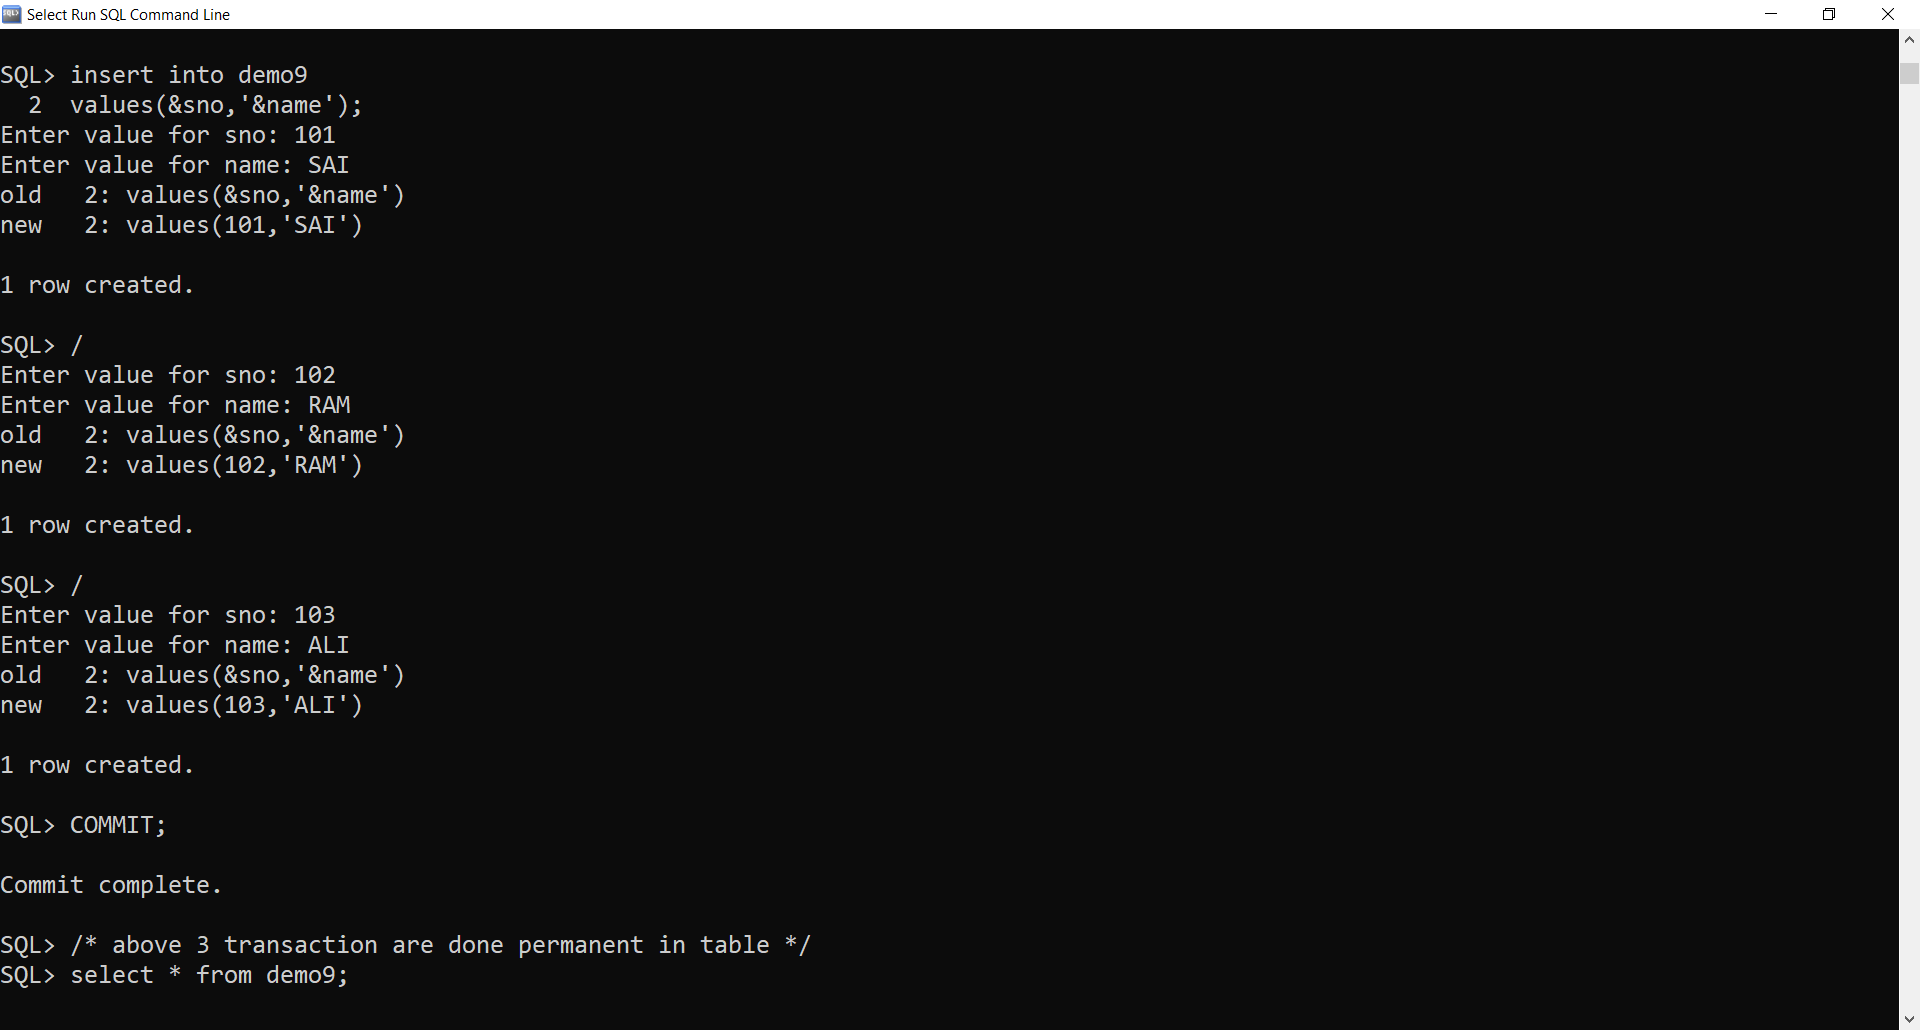 Select Run SQL Command Line
SQL> insert into demo9
  2  values(&sno,'&name');
Enter value for sno: 101
Enter value for name: SAI
old   2: values(&sno,'&name')
new   2: values(101,'SAI')
1 row created.
SQL> /
Enter value for sno: 102
Enter value for name: RAM
old   2: values(&sno,'&name')
new   2: values(102,'RAM')
1 row created.
SQL> /
Enter value for sno: 103
Enter value for name: ALI
old   2: values(&sno,'&name')
new   2: values(103,'ALI')
1 row created.
SQL> COMMIT;
Commit complete.
SQL> /* above 3 transaction are done permanent in table */
SQL> select * from demo9;